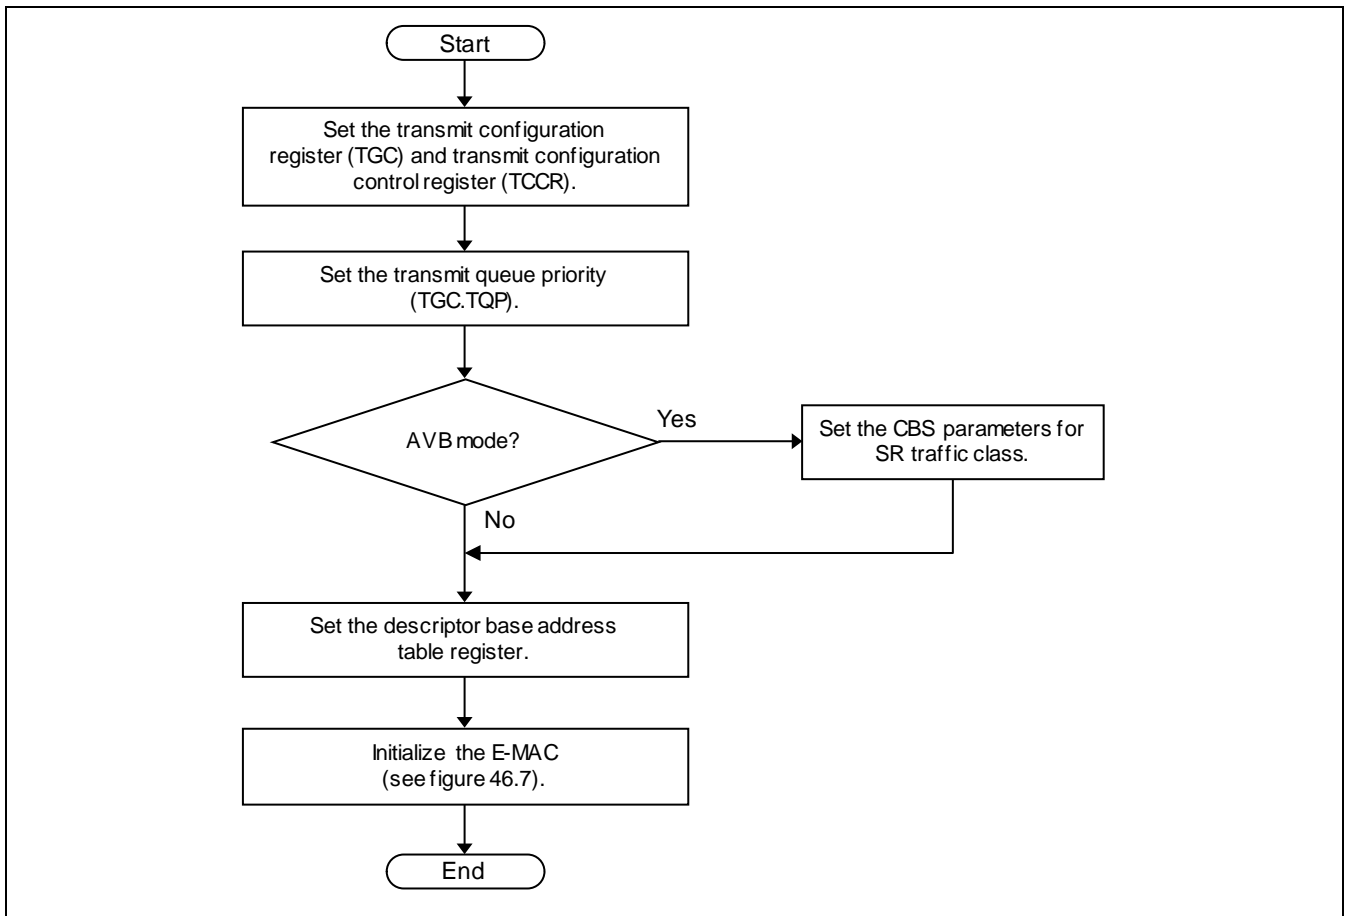 Start
Set the transmit configuration
register (TGC) and transmit configuration
control register (TCCR).
Set the transmit queue priority
(TGC.TQP).
AVB mode?
Yes
Set the CBS parameters for
SR traffic class.
No
Set the descriptor base address
table register.
Initialize the E-MAC
(see figure 46.7).
End